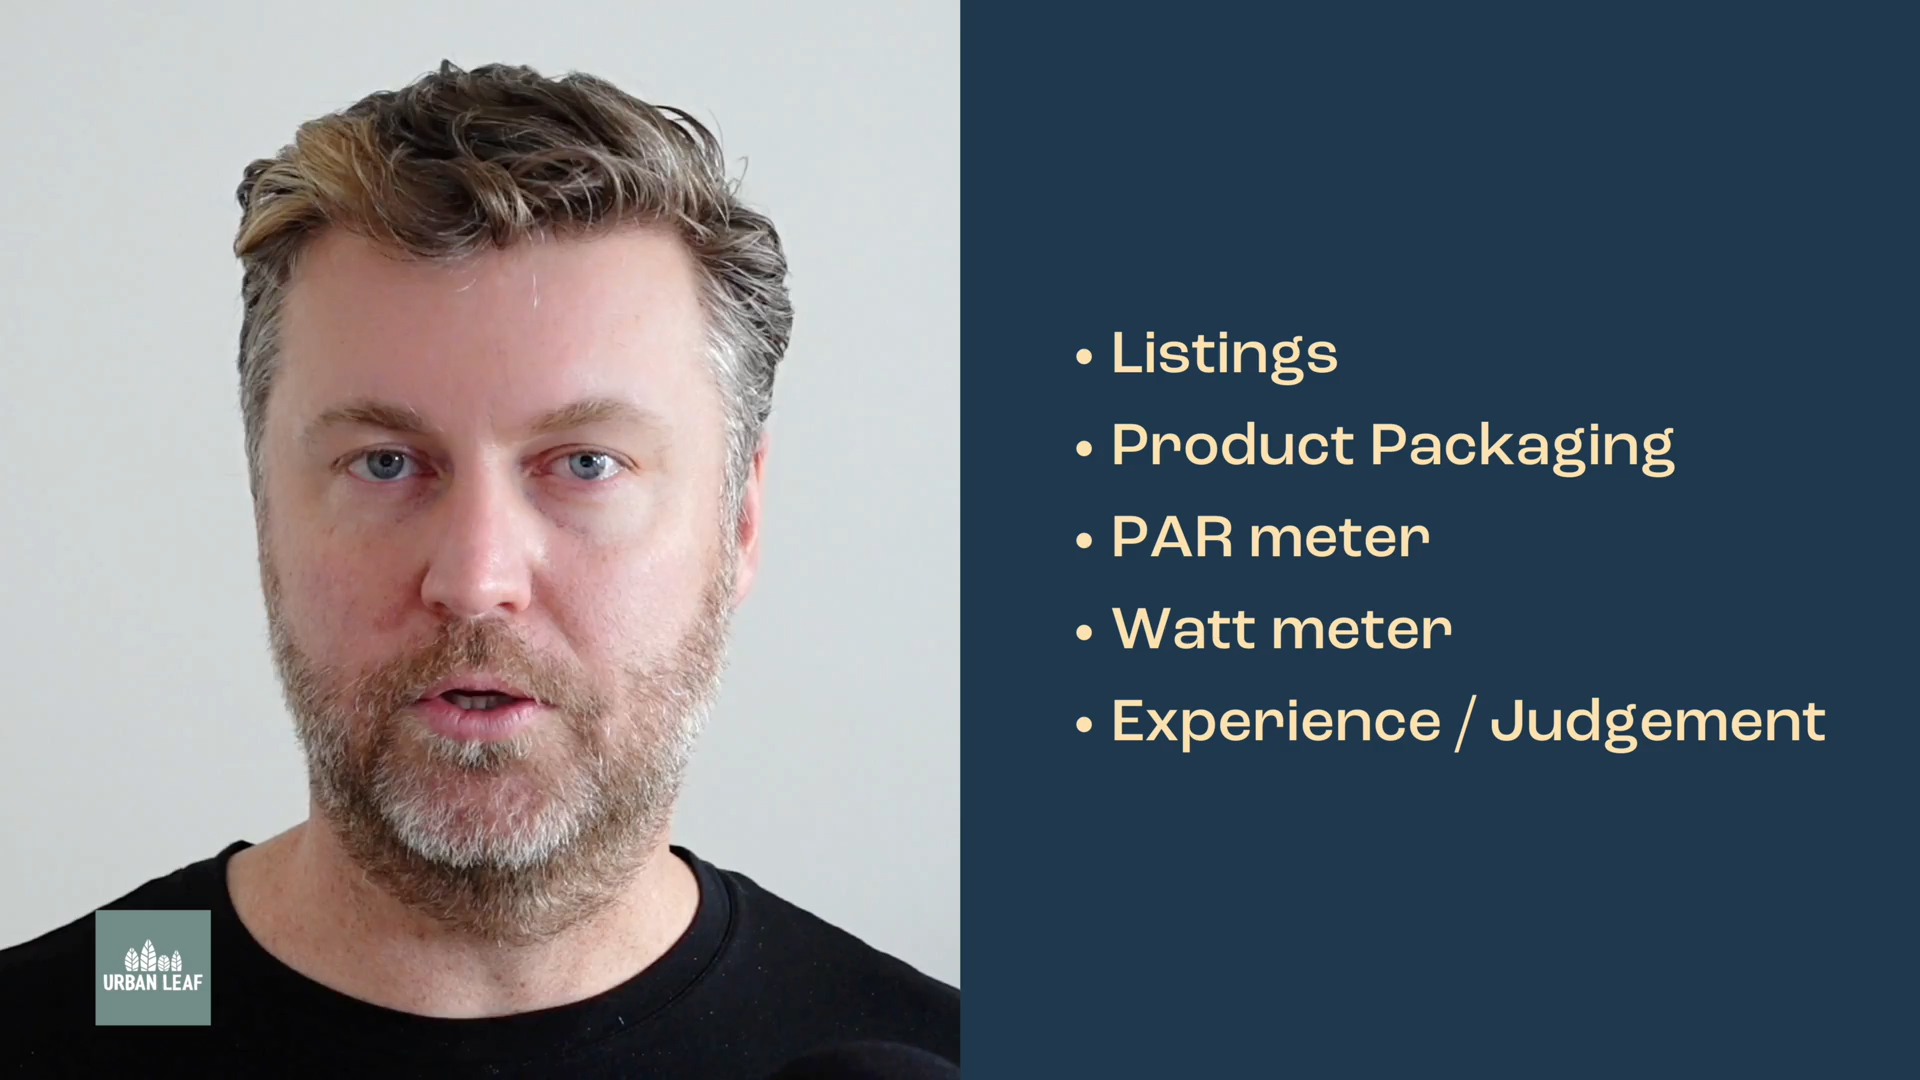 • Listings
• Product Packaging
• PAR meter
• Watt meter
• Experience / Judgement
URBAN LEAF